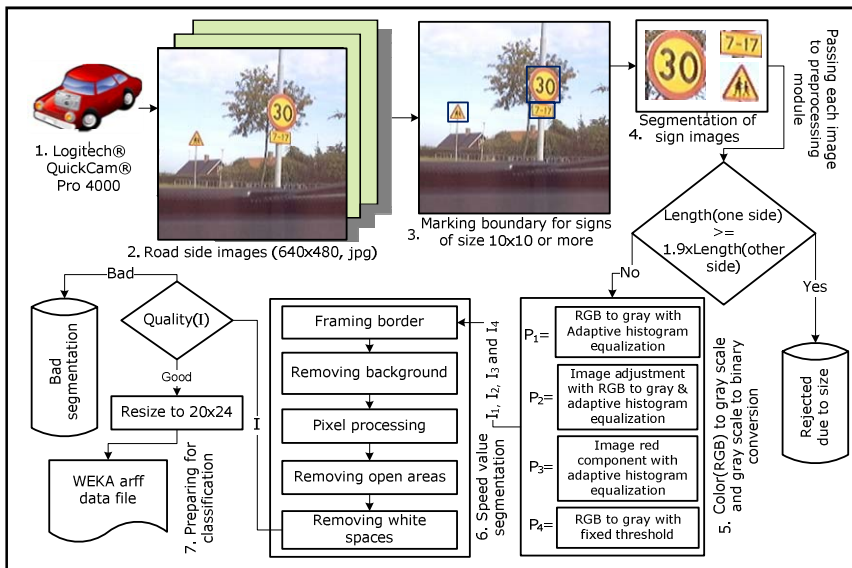 1. Logitech®
QuickCam®
Pro 4000
30
7-17
2. Road side images (640x480, jpg)
30
7-17
3. Marking boundary for signs
of size 10x10 or more
30
7-17
4. Segmentation of
sign images
Passing each image
to preprocessing
module
Length(one side)
>=
1.9xLength(other
side)
No
Yes
Rejected
due to size
P1= RGB to gray with
Adaptive histogram
equalization
P2= Image adjustment
with RGB to gray &
adaptive histogram
equalization
P3= Image red
component with
adaptive histogram
equalization
P4= RGB to gray with
fixed threshold
5. Color(RGB) to gray scale
and gray scale to binary
conversion
I1, I2, I3 and I4
Framing border
Removing background
Pixel processing
Removing open areas
Removing white
spaces
6. Speed value
segmentation
I
Quality(I)
Bad
Bad
segmentation
Good
Resize to 20x24
WEKA arff
data file
7. Preparing for
classification